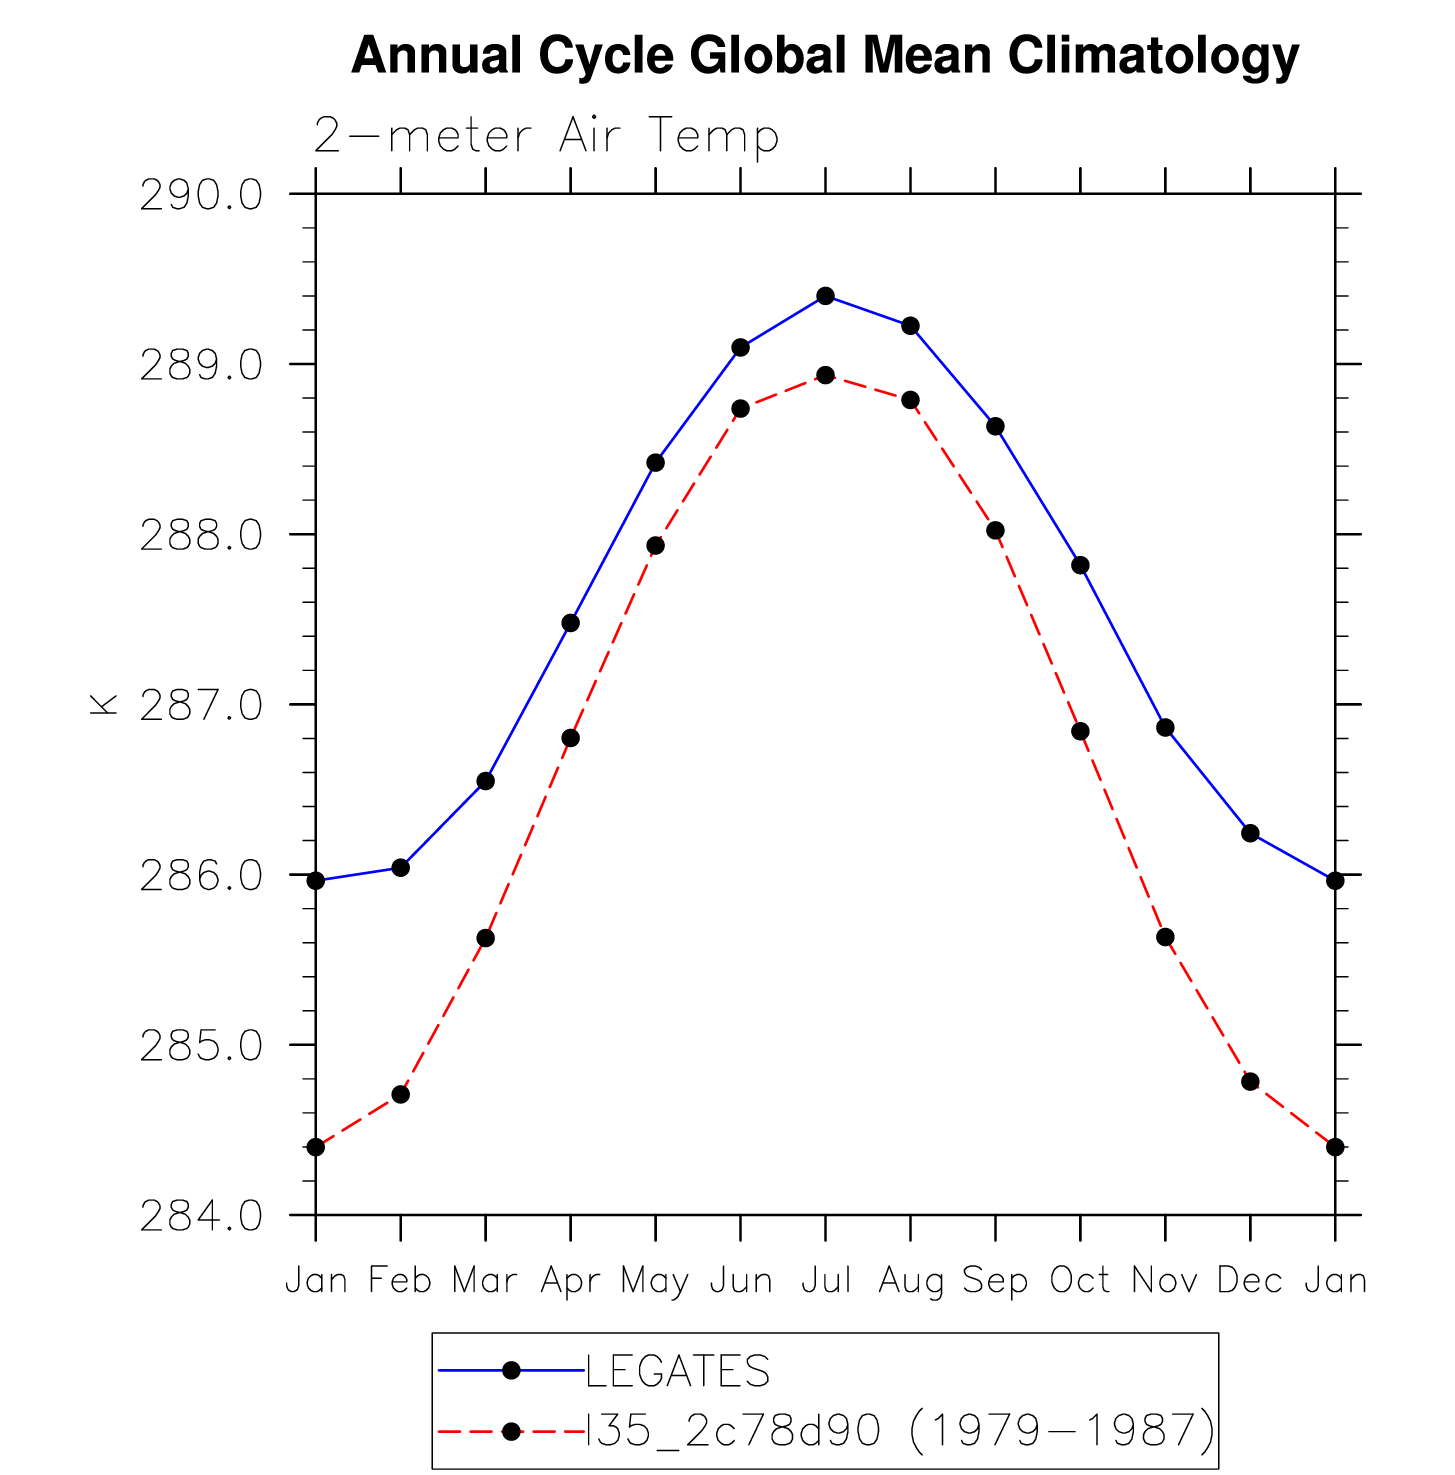 Annual Cycle Global Mean Climatology
2-meter Air Temp
290.0
289.0
288.0
287.0
K
286.0
285.0
284.0
Jan Feb Mar Apr May Jun Jul Aug Sep Oct Nov Dec Jan
LEGATES
I35_2c78d90 (1979-1987)